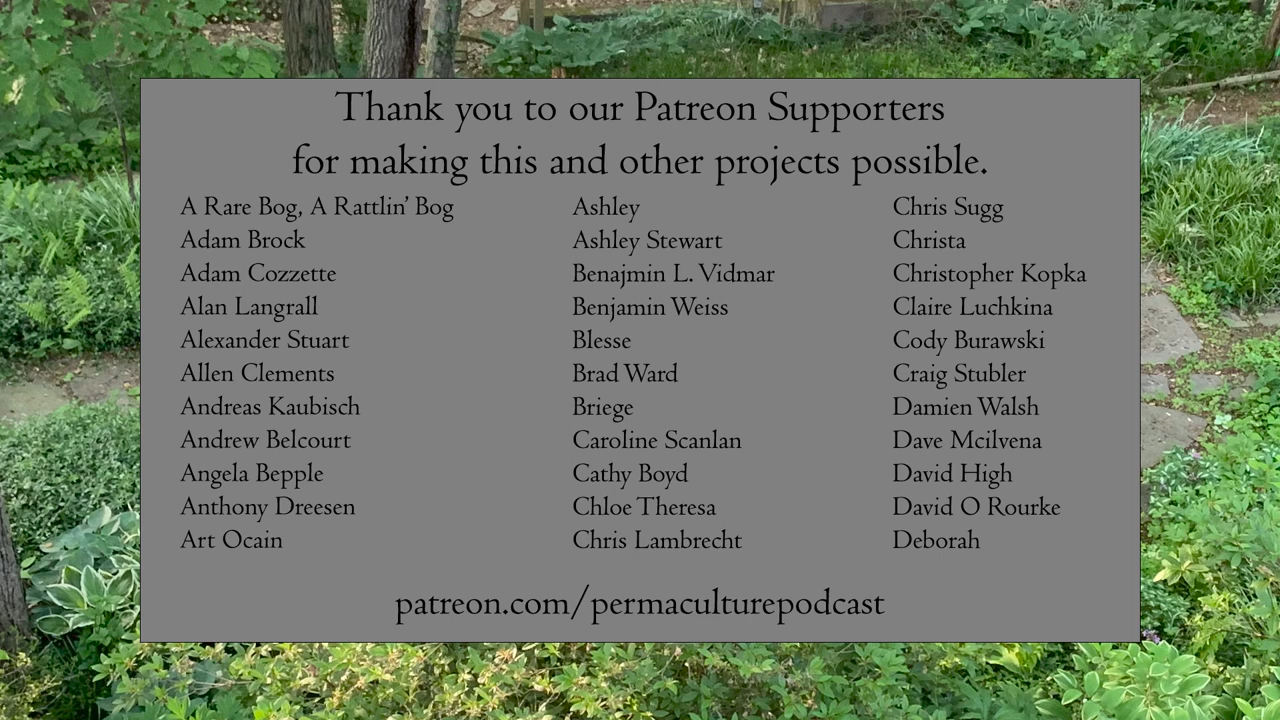 Thank you to our Patreon Supporters
for making this and other projects possible.
A Rare Bog, A Rattlin' Bog
Adam Brock
Adam Cozzette
Alan Langrall
Alexander Stuart
Allen Clements
Andreas Kaubisch
Andrew Belcourt
Angela Bepple
Anthony Dreesen
Art Ocain
Ashley
Ashley Stewart
Benajmin L. Vidmar
Benjamin Weiss
Blesse
Brad Ward
Briege
Caroline Scanlan
Cathy Boyd
Chloe Theresa
Chris Lambrecht
Chris Sugg
Christa
Christopher Kopka
Claire Luchkina
Cody Burawski
Craig Stubler
Damien Walsh
Dave Mcilvena
David High
David O Rourke
Deborah
patreon.com/permaculturepodcast